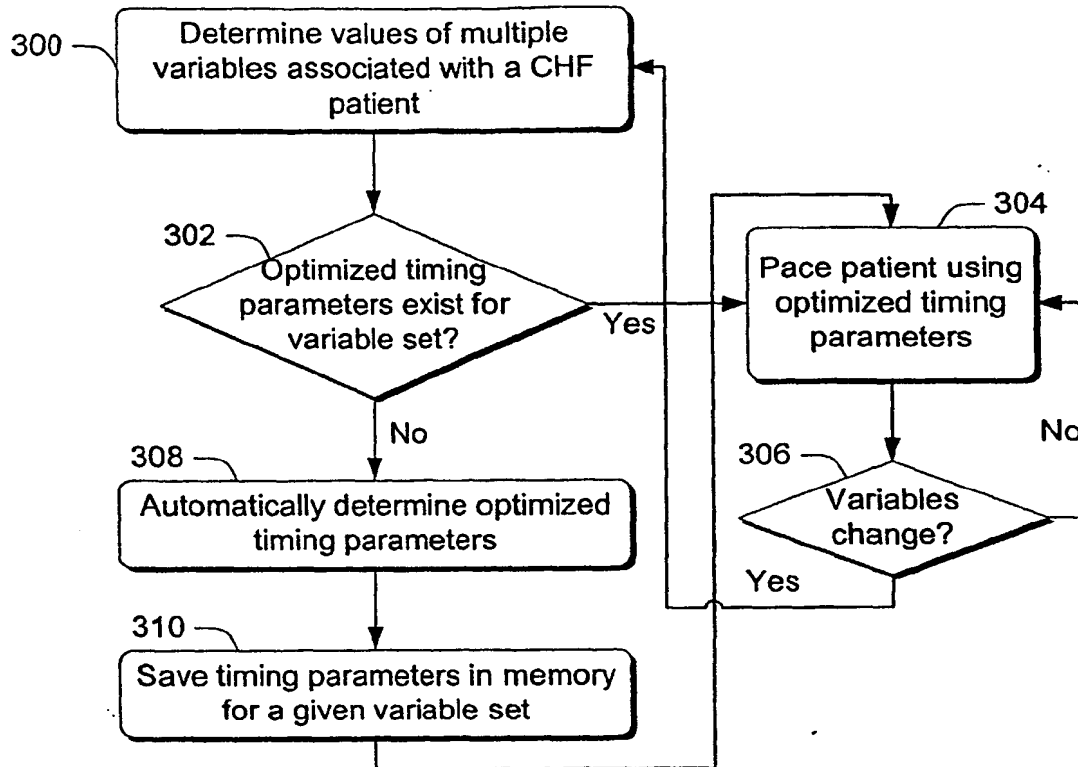 300
Determine values of multiple
variables associated with a CHF
patient
302
Optimized timing
parameters exist for
variable set?
Yes
No
304
Pace patient using
optimized timing
parameters
306
Variables
change?
No
Yes
308
Automatically determine optimized
timing parameters
310
Save timing parameters in memory
for a given variable set